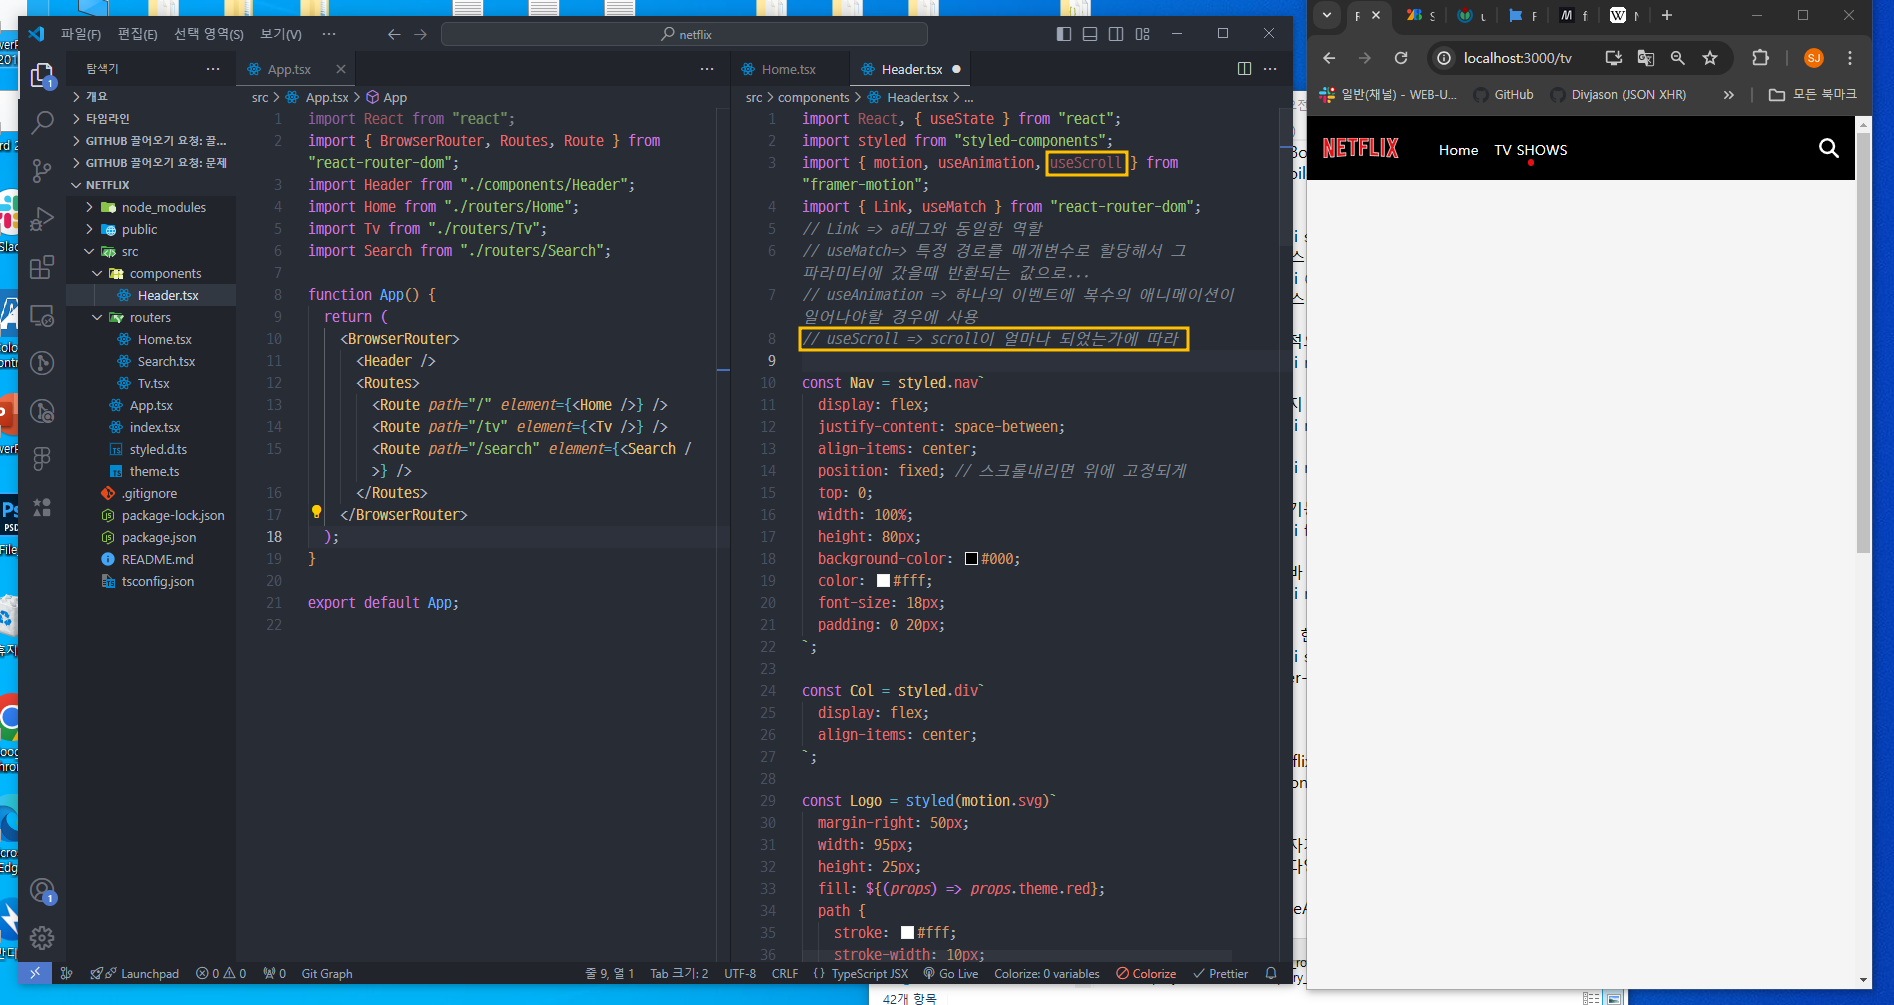 파일(F) 편집(E) 선택 영역(S) 보기(V) ··· netflix
탐색기 ···
개요
타임라인
GITHUB 끌어오기 요청: 끌...
GITHUB 끌어오기 요청: 문제
NETFLIX
node_modules
public
src
components
Header.tsx
routers
Home.tsx
Search.tsx
Tv.tsx
App.tsx
index.tsx
styled.d.ts
theme.ts
.gitignore
package-lock.json
package.json
README.md
tsconfig.json
App.tsx
src > App.tsx > App
1 import React from "react";
2 import { BrowserRouter, Routes, Route } from
"react-router-dom";
3 import Header from "./components/Header";
4 import Home from "./routers/Home";
5 import Tv from "./routers/Tv";
6 import Search from "./routers/Search";
7
8 function App() {
9 return (
10 <BrowserRouter>
11 <Header />
12 <Routes>
13 <Route path="/" element={<Home />} />
14 <Route path="/tv" element={<Tv />} />
15 <Route path="/search" element={<Search /
>} />
16 </Routes>
17 </BrowserRouter>
18 );
19 }
20
21 export default App;
22
Home.tsx Header.tsx
src > components > Header.tsx > ...
1 import React, { useState } from "react";
2 import styled from "styled-components";
3 import { motion, useAnimation, useScroll } from
"framer-motion";
4 import { Link, useMatch } from "react-router-dom";
5 // Link => a태그와 동일한 역할
6 // useMatch=> 특정 경로를 매개변수로 할당해서 그
파라미터에 갔을때 반환되는 값으로...
7 // useAnimation => 하나의 이벤트에 복수의 애니메이션이
일어나야할 경우에 사용
8 // useScroll => scroll이 얼마나 되었는가에 따라
9
10 const Nav = styled.nav`
11 display: flex;
12 justify-content: space-between;
13 align-items: center;
14 position: fixed; // 스크롤내리면 위에 고정되게
15 top: 0;
16 width: 100%;
17 height: 80px;
18 background-color: #000;
19 color: #fff;
20 font-size: 18px;
21 padding: 0 20px;
22 `;
23
24 const Col = styled.div`
25 display: flex;
26 align-items: center;
27 `;
28
29 const Logo = styled(motion.svg)`
30 margin-right: 50px;
31 width: 95px;
32 height: 25px;
33 fill: ${(props) => props.theme.red};
34 path {
35 stroke: #fff;
36 stroke-width: 10px;
Launchpad 0 0 0 Git Graph 줄 9, 열 1 Tab 크기: 2 UTF-8 CRLF {} TypeScript JSX Go Live Colorize: 0 variables Colorize Prettier
localhost:3000/tv SJ
일반(채널) - WEB-U... GitHub Divjason (JSON XHR) » 모든 북마크
NETFLIX Home TV SHOWS
42개 항목